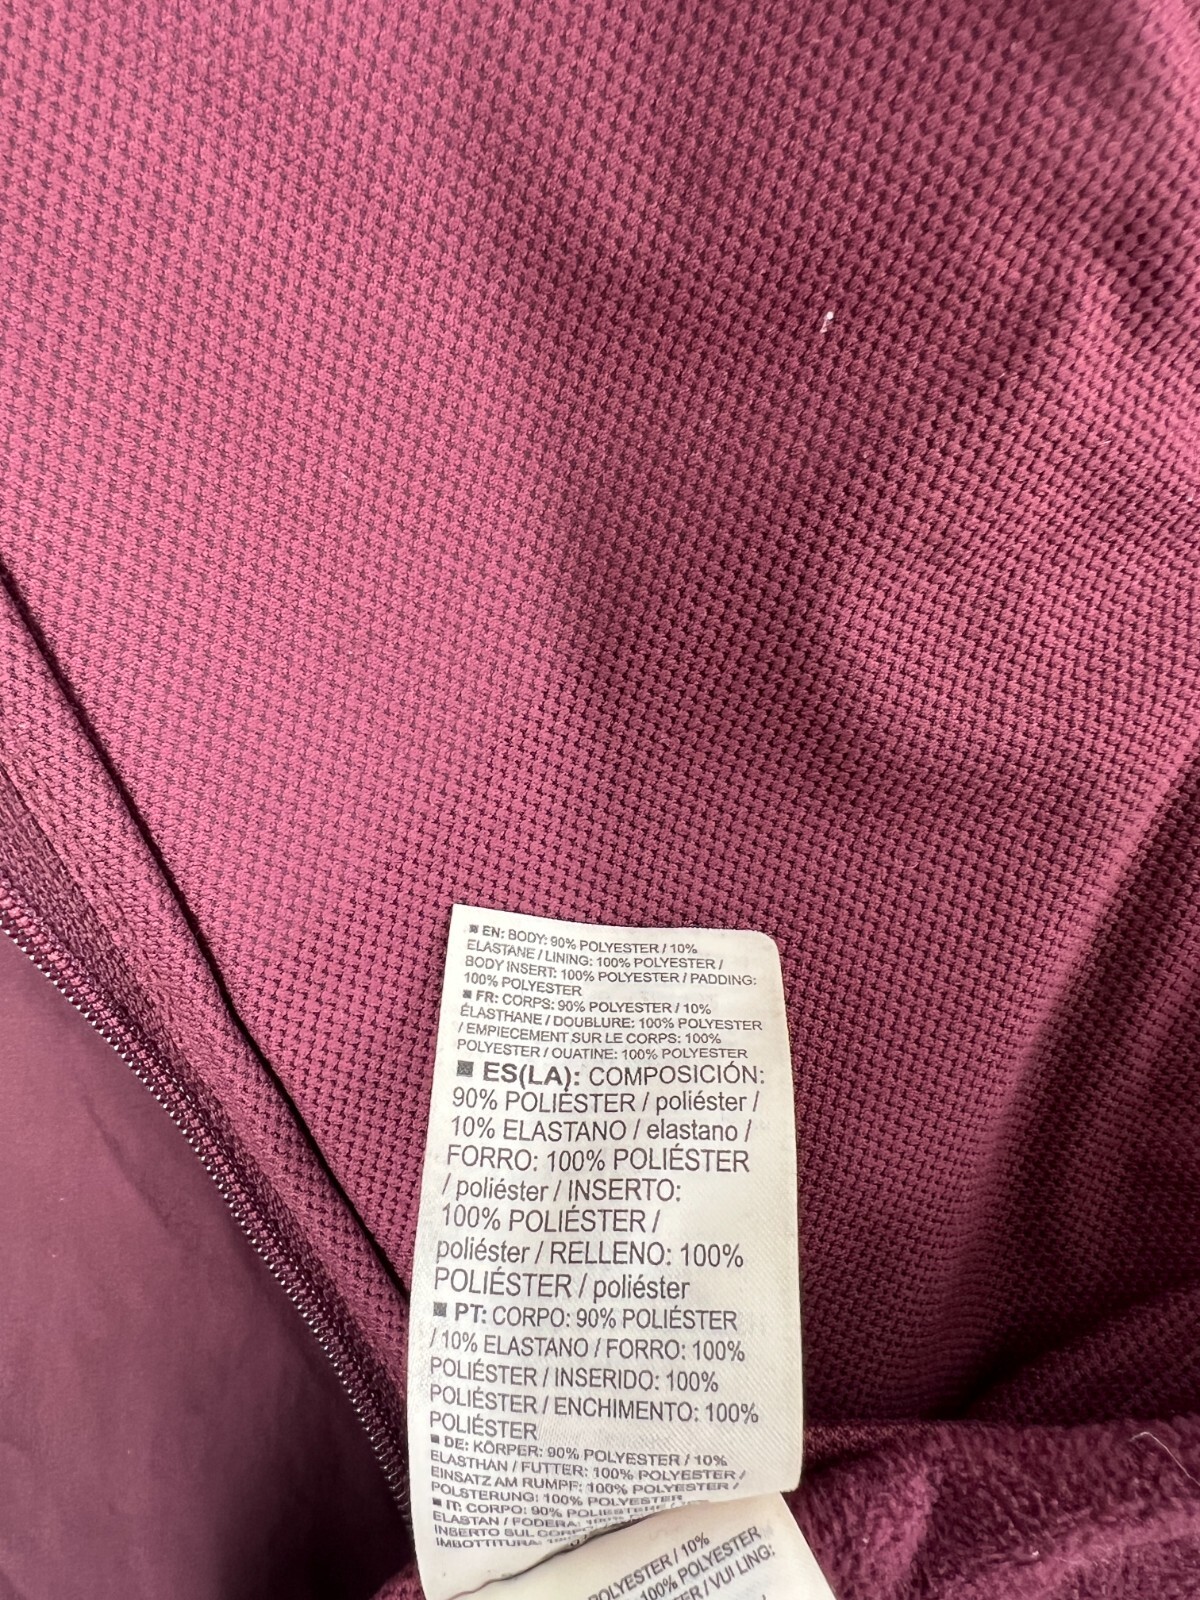 ■ EN: BODY: 90% POLYESTER / 10%
ELASTANE / LINING: 100% POLYESTER /
BODY INSERT: 100% POLYESTER / PADDING:
100% POLYESTER
■ FR: CORPS: 90% POLYESTER / 10%
ÉLASTHANE / DOUBLURE: 100% POLYESTER
/ EMPIECEMENT SUR LE CORPS: 100%
POLYESTER / OUATINE: 100% POLYESTER
■ ES(LA): COMPOSICIÓN:
90% POLIÉSTER / poliéster /
10% ELASTANO / elastano /
FORRO: 100% POLIÉSTER
/ poliéster / INSERTO:
100% POLIÉSTER /
poliéster / RELLENO: 100%
POLIÉSTER / poliéster
■ PT: CORPO: 90% POLIÉSTER
/ 10% ELASTANO / FORRO: 100%
POLIÉSTER / INSERIDO: 100%
POLIÉSTER / ENCHIMENTO: 100%
POLIÉSTER
■ DE: KÖRPER: 90% POLYESTER / 10%
ELASTHAN / FUTTER: 100% POLYESTER /
EINSATZ AM RUMPF: 100% POLYESTER /
POLSTERUNG: 100% POLYESTER
■ IT: CORPO: 90% POLIESTERE /
ELASTAN / FODERA: 100%
INSERTO SUL
IMBOTTITURA:
POLYESTER / 10%
100% POLYESTER
/ VUI LING: